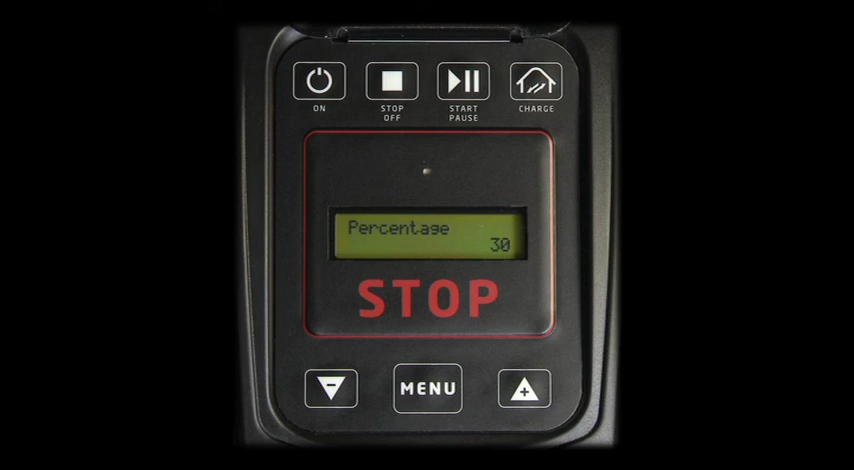 ON
STOP
OFF
START
PAUSE
CHARGE
Percentage
30
STOP
MENU